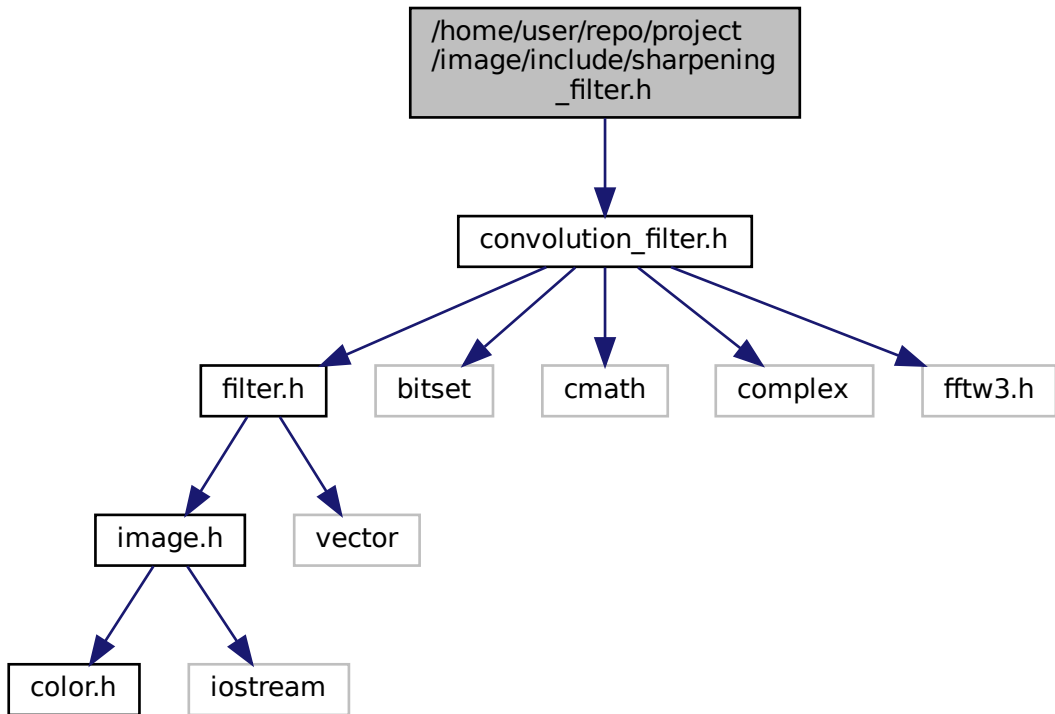 /home/user/repo/project
/image/include/sharpening
_filter.h
convolution_filter.h
filter.h
bitset
cmath
complex
fftw3.h
image.h
vector
color.h
iostream